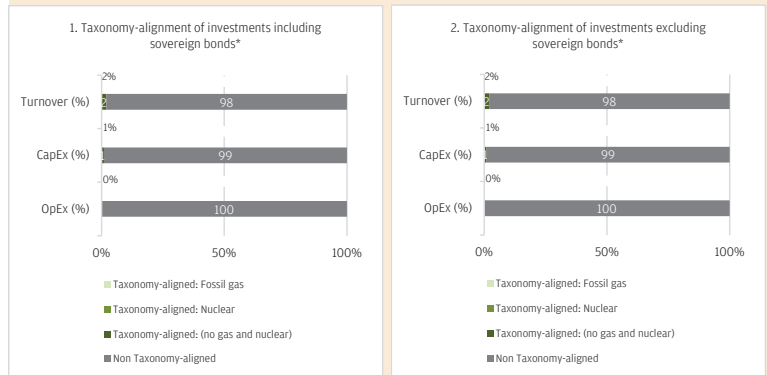 1. Taxonomy-alignment of investments including
sovereign bonds*
2%
Turnover (%)
2
98
1%
CapEx (%)
1
99
0%
OpEx (%)
100
0%
50%
100%
Taxonomy-aligned: Fossil gas
Taxonomy-aligned: Nuclear
Taxonomy-aligned: (no gas and nuclear)
Non Taxonomy-aligned
2. Taxonomy-alignment of investments excluding
sovereign bonds*
2%
Turnover (%)
2
98
1%
CapEx (%)
1
99
0%
OpEx (%)
100
0%
50%
100%
Taxonomy-aligned: Fossil gas
Taxonomy-aligned: Nuclear
Taxonomy-aligned: (no gas and nuclear)
Non Taxonomy-aligned